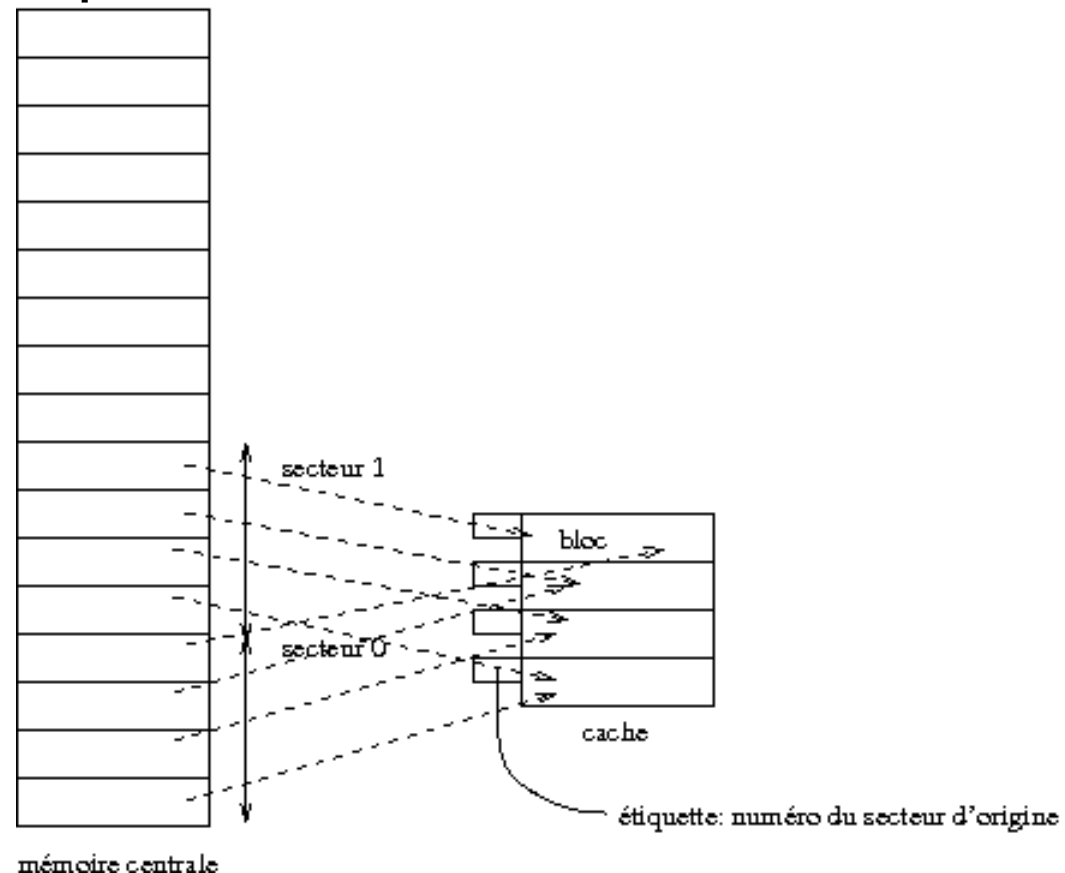 secteur 1
bloc
secteur 0
cache
étiquette: numéro du secteur d'origine
mémoire centrale